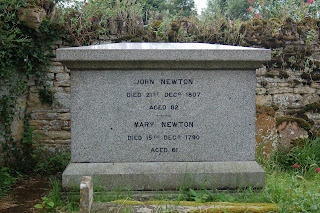 JOHN NEWTON
DIED 21ST DECR 1807
AGED 82
MARY NEWTON
DIED 15TH DECR 1790
AGED 61